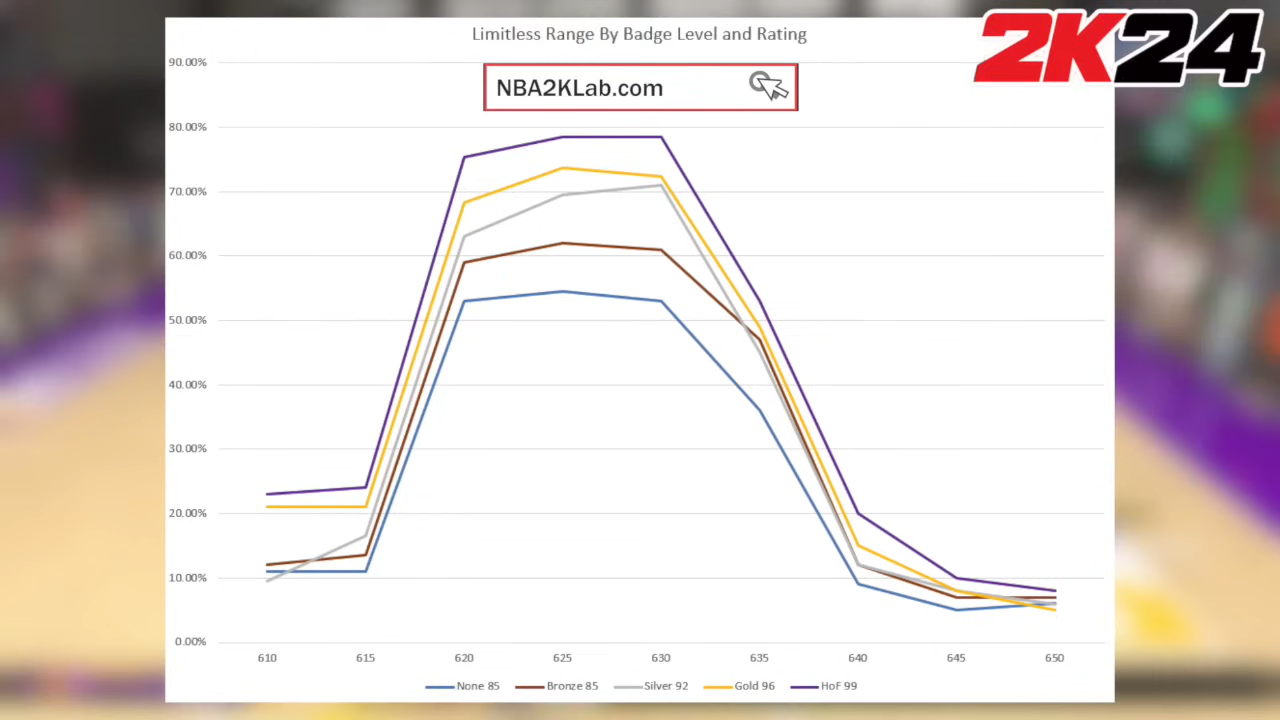 Limitless Range By Badge Level and Rating
2K24
NBA2KLab.com
90.00%
80.00%
70.00%
60.00%
50.00%
40.00%
30.00%
20.00%
10.00%
0.00%
610 615 620 625 630 635 640 645 650
None 85 Bronze 85 Silver 92 Gold 96 HoF 99